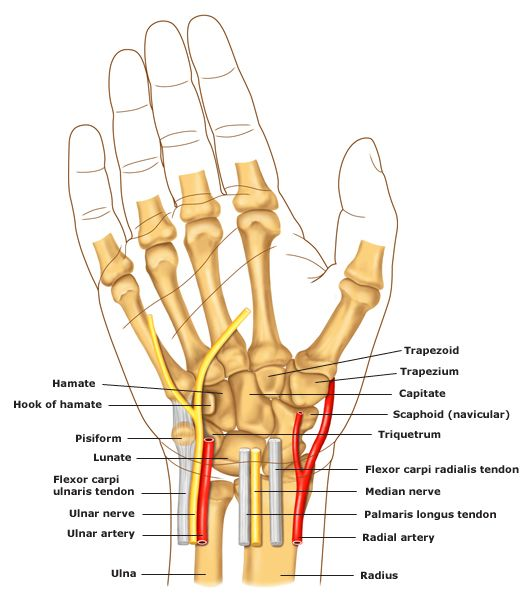 Trapezoid
Trapezium
Hamate
Capitate
Hook of hamate
Scaphoid (navicular)
Pisiform
Triquetrum
Lunate
Flexor carpi radialis tendon
Flexor carpi
ulnaris tendon
Median nerve
Ulnar nerve
Palmaris longus tendon
Ulnar artery
Radial artery
Ulna
Radius